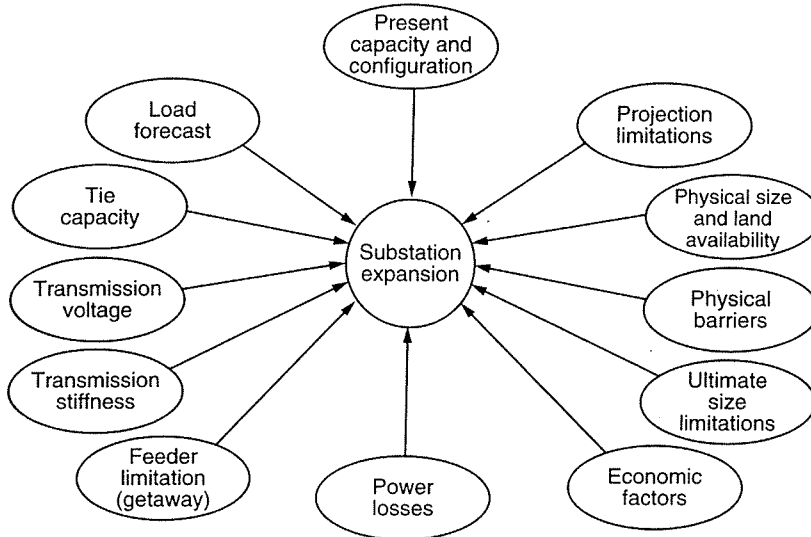 Present
capacity and
configuration
Load
forecast
Projection
limitations
Tie
capacity
Physical size
and land
availability
Substation
expansion
Transmission
voltage
Physical
barriers
Transmission
stiffness
Ultimate
size
limitations
Feeder
limitation
(getaway)
Power
losses
Economic
factors